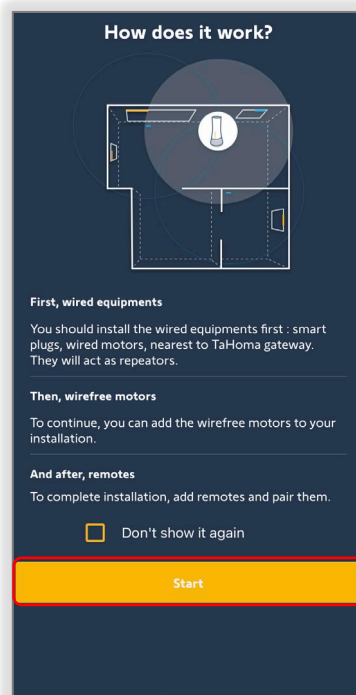 How does it work?
First, wired equipments
You should install the wired equipments first : smart
plugs, wired motors, nearest to TaHoma gateway.
They will act as repeators.
Then, wirefree motors
To continue, you can add the wirefree motors to your
installation.
And after, remotes
To complete installation, add remotes and pair them.
Don't show it again
Start